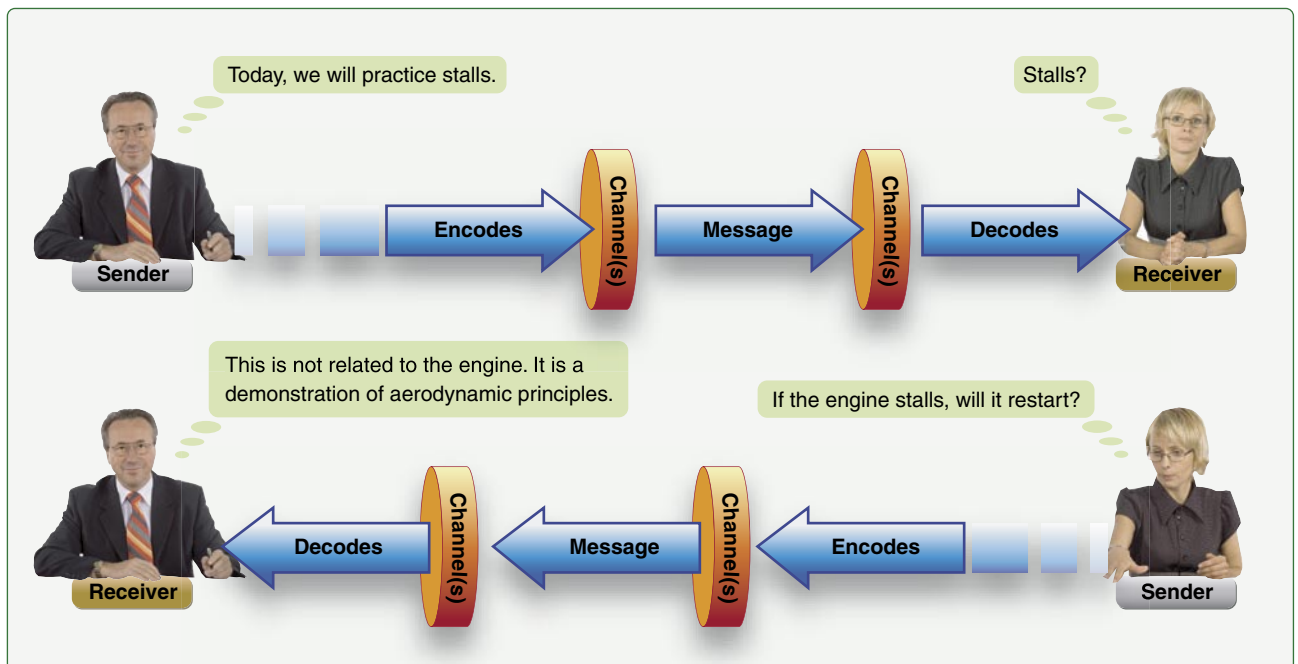 Today, we will practice stalls.
Stalls?
Encodes
Channel(s)
Message
Channel(s)
Decodes
Sender
Receiver
This is not related to the engine. It is a
demonstration of aerodynamic principles.
If the engine stalls, will it restart?
Decodes
Channel(s)
Message
Channel(s)
Encodes
Receiver
Sender